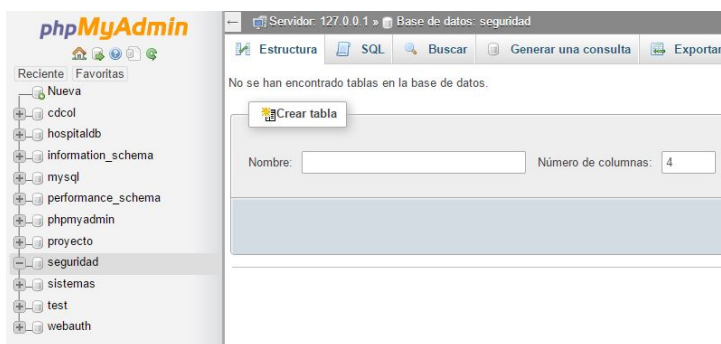 phpMyAdmin
Reciente Favoritas
Nueva
cdcol
hospitaldb
information_schema
mysql
performance_schema
phpmyadmin
proyecto
seguridad
sistemas
test
webauth
Servidor: 127.0.0.1 » Base de datos: seguridad
Estructura SQL Buscar Generar una consulta Exportar
No se han encontrado tablas en la base de datos.
Crear tabla
Nombre: Número de columnas: 4